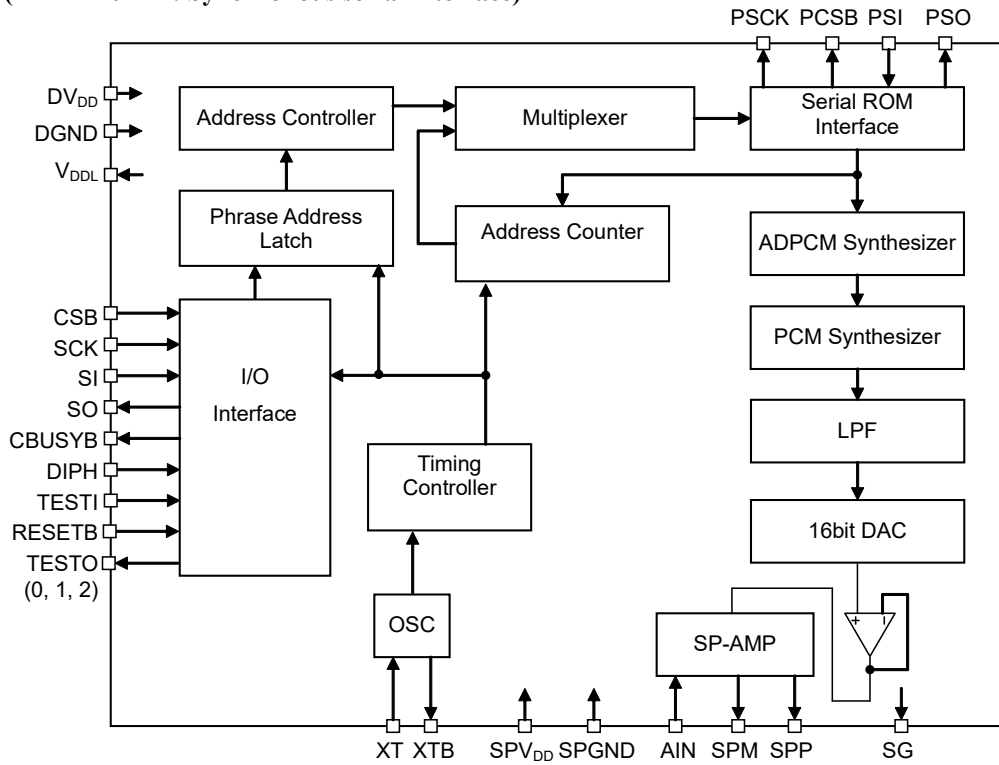 PSCK PCSB PSI PSO
DV_DD
DGND
V_DDL
Address Controller
Multiplexer
Serial ROM
Interface
Phrase Address
Latch
Address Counter
ADPCM Synthesizer
PCM Synthesizer
LPF
16bit DAC
CSB
SCK
SI
SO
CBUSYB
DIPH
TESTI
RESETB
TESTO
(0, 1, 2)
I/O
Interface
Timing
Controller
OSC
SP-AMP
+ -
XT XTB SPV_DD SPGND AIN SPM SPP SG